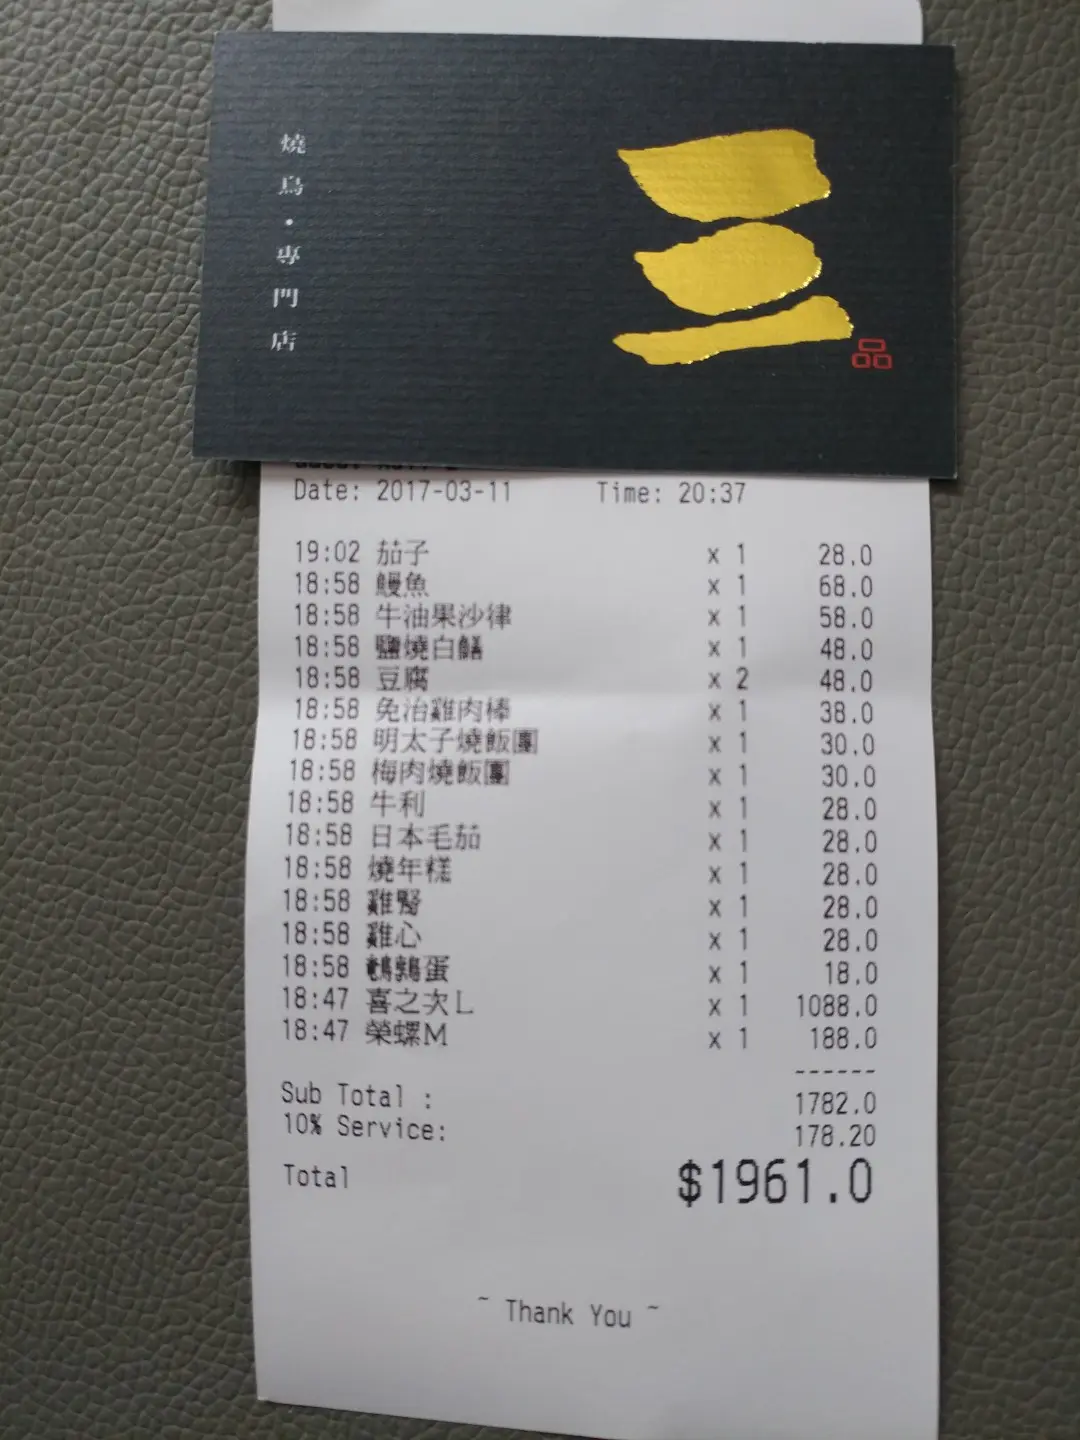 燒鳥·專門店
三
品
Date: 2017-03-11 Time: 20:37
19:02 茄子 x 1 28.0
18:58 鰻魚 x 1 68.0
18:58 牛油果沙律 x 1 58.0
18:58 鹽燒白鱔 x 1 48.0
18:58 豆腐 x 2 48.0
18:58 免治雞肉棒 x 1 38.0
18:58 明太子燒飯團 x 1 30.0
18:58 梅肉燒飯團 x 1 30.0
18:58 牛利 x 1 28.0
18:58 日本毛茄 x 1 28.0
18:58 燒年糕 x 1 28.0
18:58 雞腎 x 1 28.0
18:58 雞心 x 1 28.0
18:58 鵪鶉蛋 x 1 18.0
18:47 喜之次L x 1 1088.0
18:47 榮螺M x 1 188.0
------
Sub Total : 1782.0
10% Service: 178.20
Total $1961.0
~ Thank You ~